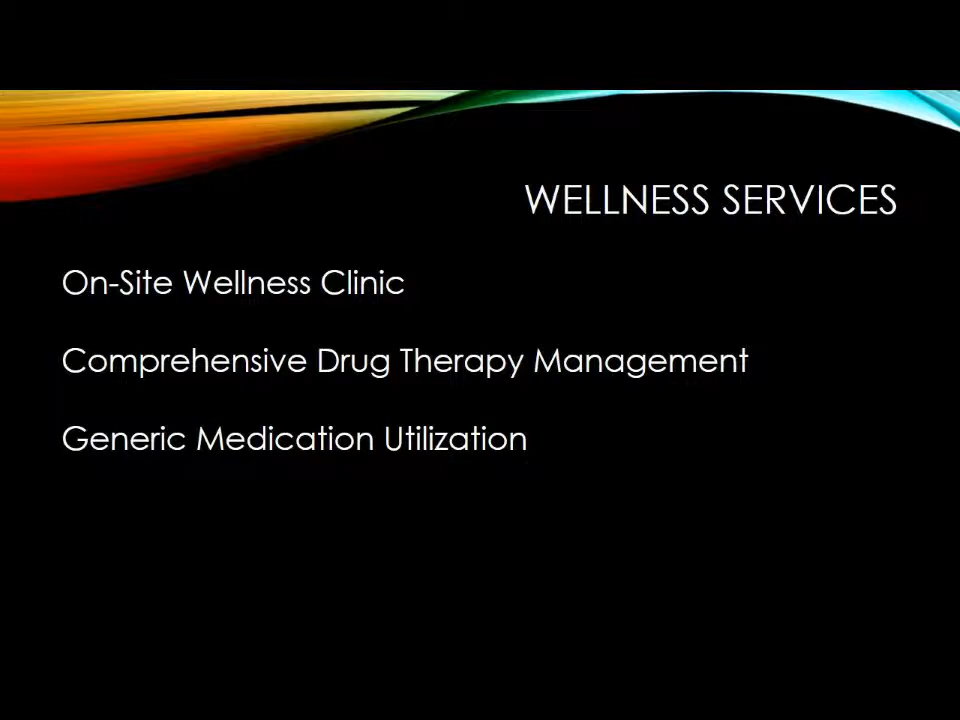 WELLNESS SERVICES
On-Site Wellness Clinic
Comprehensive Drug Therapy Management
Generic Medication Utilization